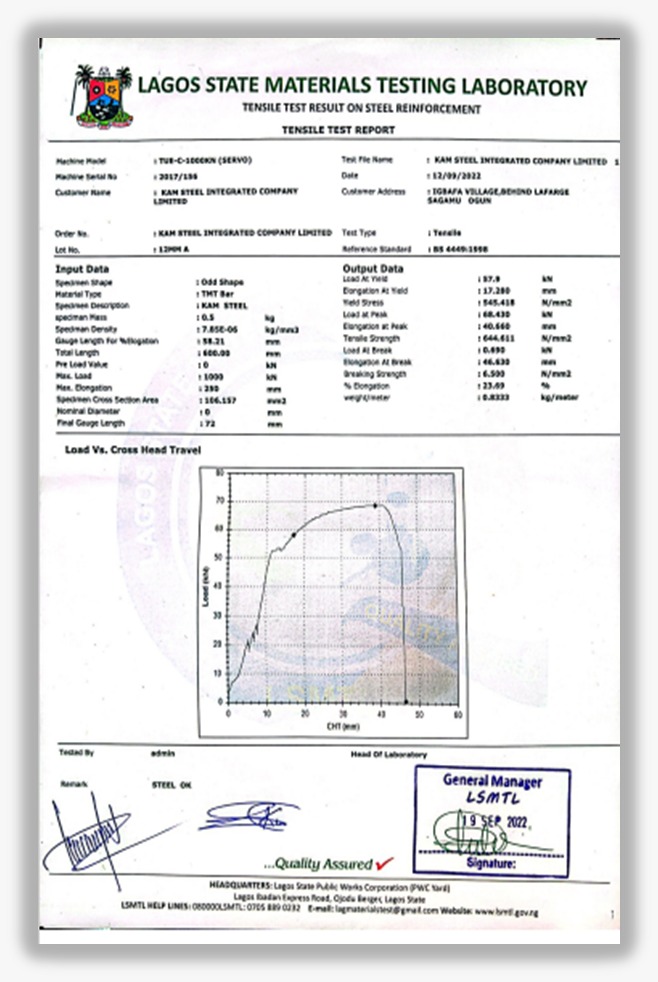 LAGOS STATE MATERIALS TESTING LABORATORY
TENSILE TEST RESULT ON STEEL REINFORCEMENT
TENSILE TEST REPORT
Machine Model : TUE-C-1000KN (SERVO)
Test File Name : KAM STEEL INTEGRATED COMPANY LIMITED 1
Machine Serial No : 2017/156
Date : 12/09/2022
Customer Name : KAM STEEL INTEGRATED COMPANY LIMITED
Customer Address : IGBAFA VILLAGE,BEHIND LAFARGE SAGAMU OGUN
Order No. : KAM STEEL INTEGRATED COMPANY LIMITED
Test Type : Tensile
Lot No. : 12MM A
Reference Standard : BS 4449:1998
Input Data
Specimen Shape : Odd Shape
Material Type : TMT Bar
Specimen Description : KAM STEEL
specimen Mass : 0.5 kg
Specimen Density : 7.85E-06 kg/mm3
Gauge Length For %Elogation : 58.21 mm
Total Length : 600.00 mm
Pre Load Value : 0 kN
Max. Load : 1000 kN
Max. Elongation : 250 mm
Specimen Cross Section Area : 106.157 mm2
Nominal Diameter : 0 mm
Final Gauge Length : 72 mm
Output Data
Load At Yield : 57.9 kN
Elongation At Yield : 17.280 mm
Yield Stress : 545.418 N/mm2
Load at Peak : 68.430 kN
Elongation at Peak : 40.660 mm
Tensile Strength : 644.611 N/mm2
Load At Break : 0.690 kN
Elongation At Break : 46.630 mm
Breaking Strength : 6.500 N/mm2
% Elongation : 23.69 %
weight/meter : 0.8333 kg/meter
Load Vs. Cross Head Travel
80
70
60
50
40
30
20
10
0
Load (kN)
0 10 20 30 40 50 60
CHT (mm)
Tested By admin
Head Of Laboratory
Remark STEEL OK
General Manager
LSMTL
19 SEP 2022
Signature:
...Quality Assured
HEADQUARTERS: Lagos State Public Works Corporation (PWC Yard)
Lagos Ibadan Express Road, Ojodu Berger, Lagos State
LSMTL HELP LINES: 080000LSMTL: 0705 889 0232 E-mail: lagmaterialstest@gmail.com Website: www.lsmtl.gov.ng